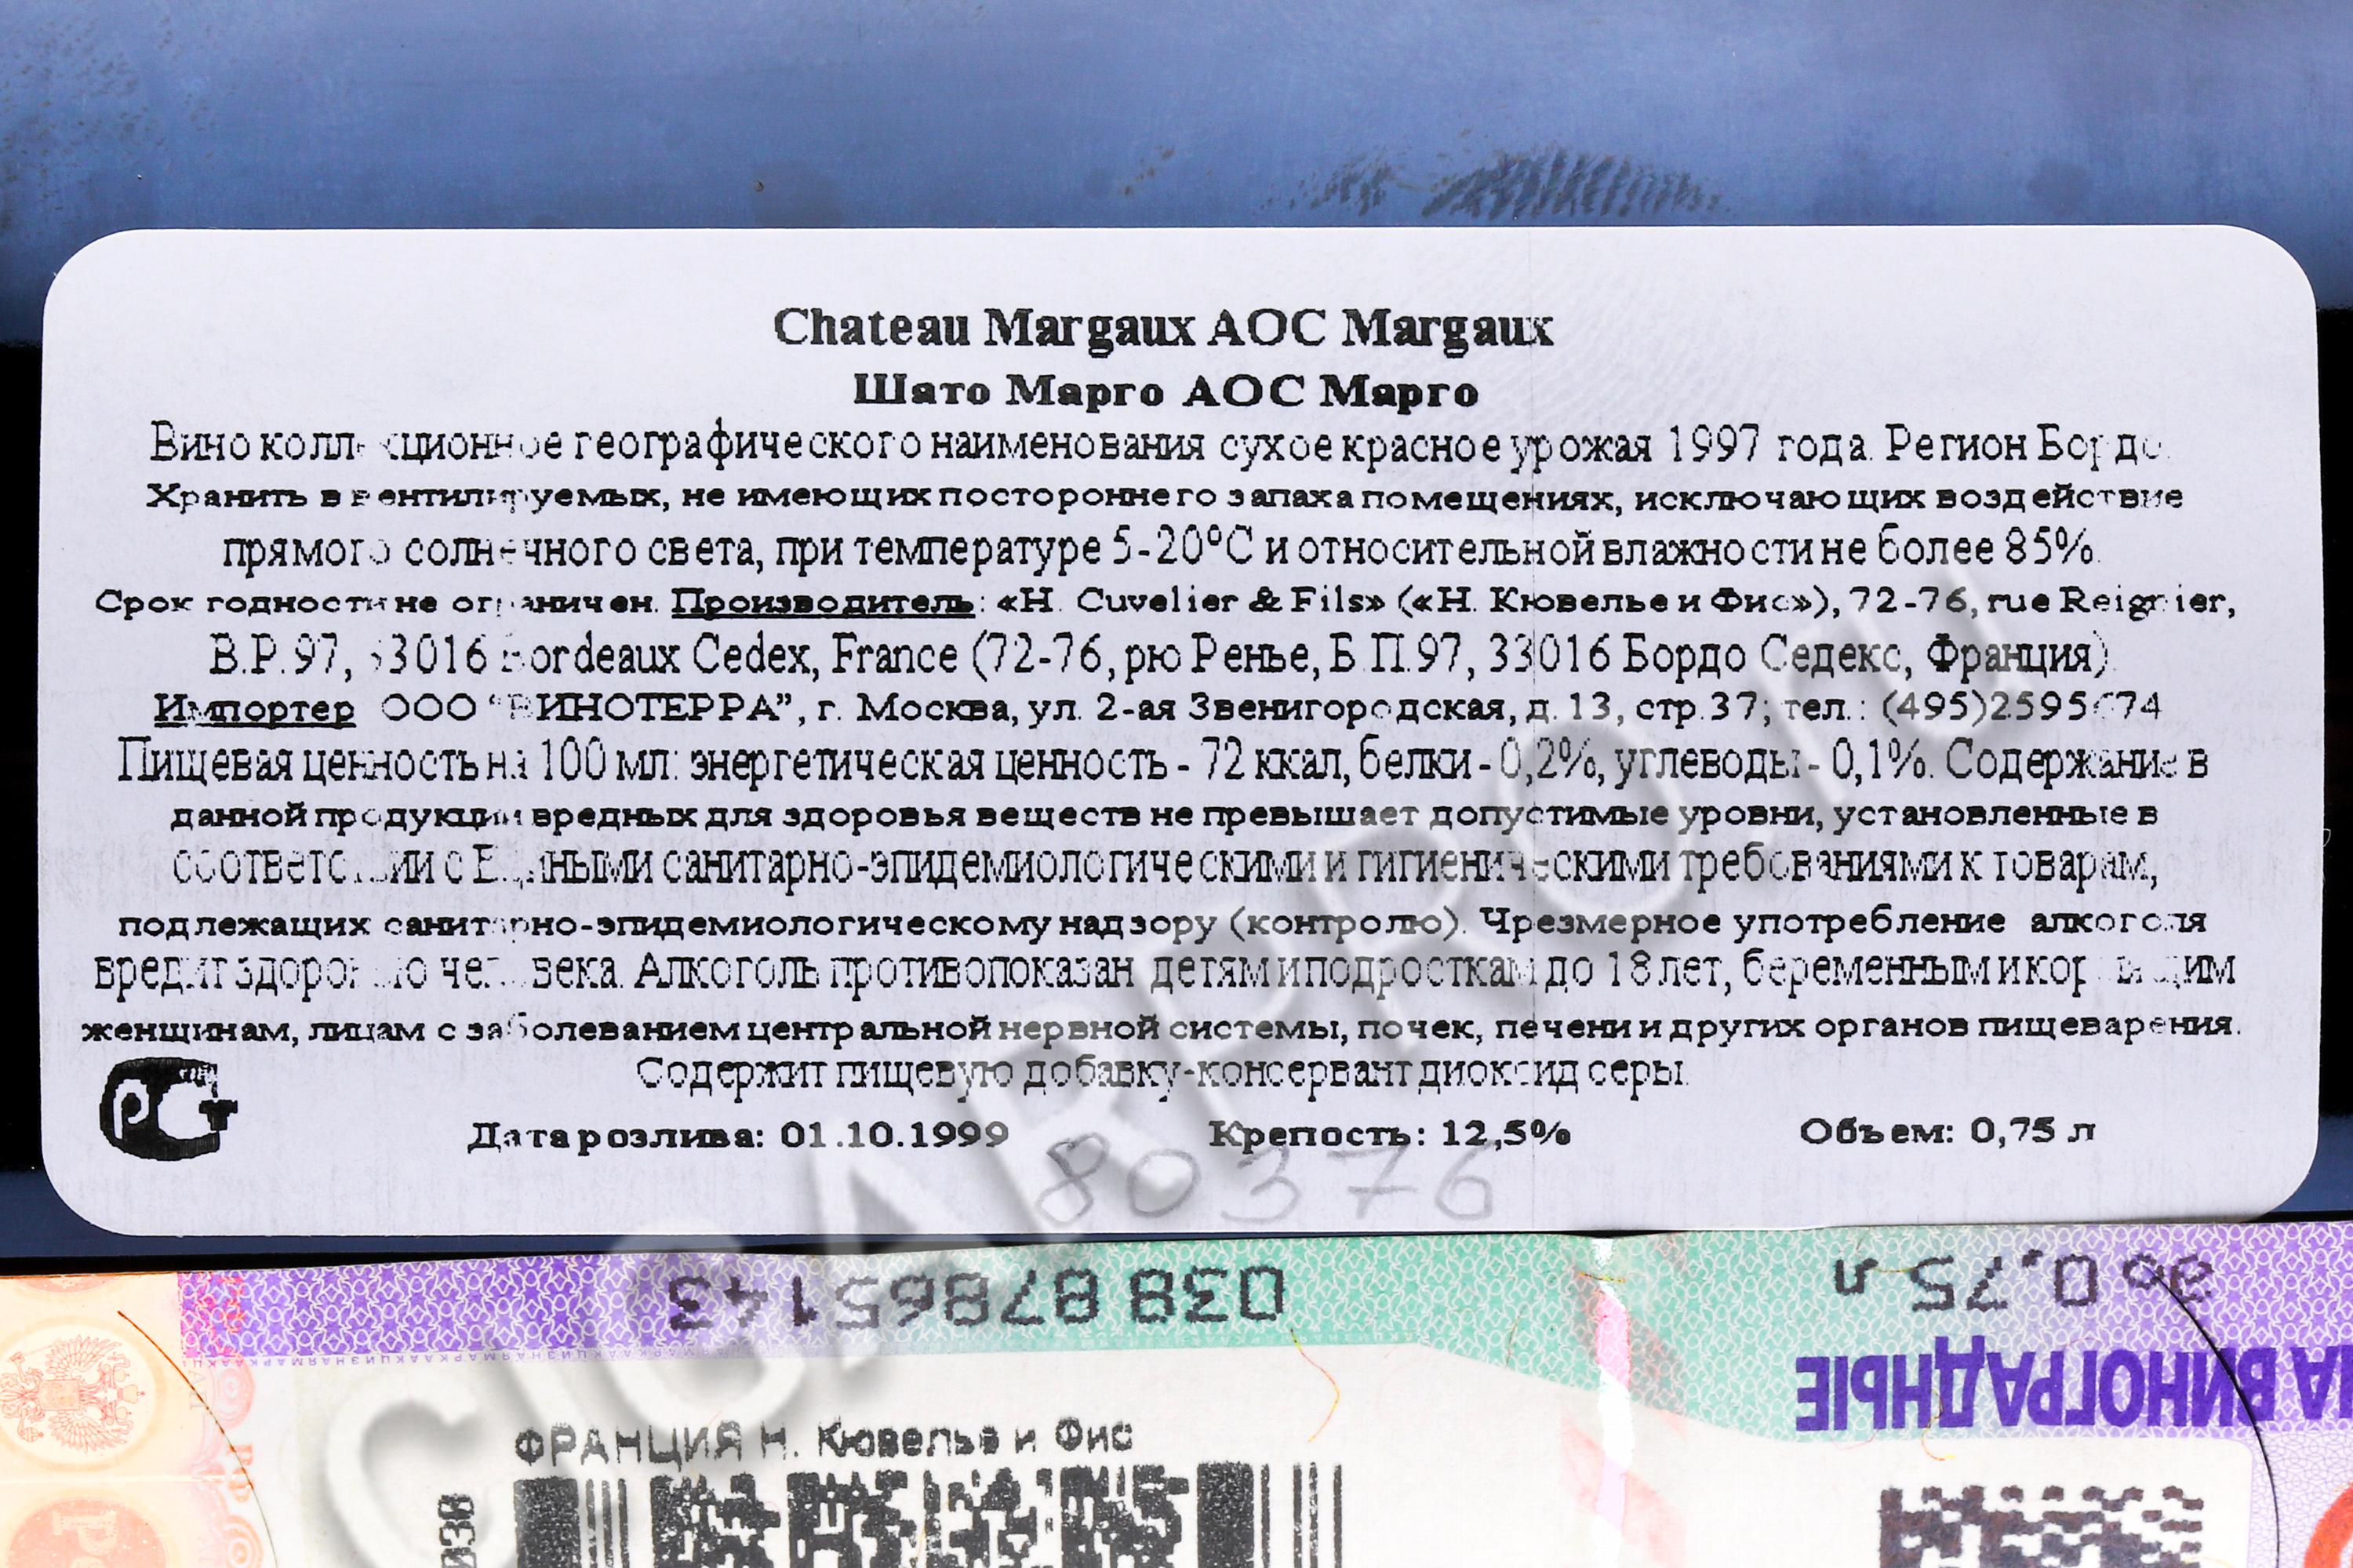 Chateau Margaux AOC Margaux
Шато Марго АОС Марго
Вино коллекционное географического наименования сухое красное урожая 1997 года. Регион Бордо.
Хранить в вентилируемых, не имеющих постороннего запаха помещениях, исключающих воздействие
прямого солнечного света, при температуре 5-20°С и относительной влажности не более 85%.
Срок годности не ограничен. Производитель: «H. Cuvelier & Fils» («Н. Кювелье и Фис»), 72-76, rue Reignier,
B.P. 97, 33016 Bordeaux Cedex, France (72-76, рю Ренье, Б.П.97, 33016 Бордо Седекс, Франция)
Импортер ООО “ВИНОТЕРРА”, г. Москва, ул. 2-ая Звенигородская, д. 13, стр.37; тел.:
Пищевая ценность на 100 мл: энергетическая ценность - 72 ккал, белки - 0,2%, углеводы - 0,1%. Содержание в
данной продукции вредных для здоровья веществ не превышает допустимые уровни, установленные в
соответствии с Едиными санитарно-эпидемиологическими и гигиеническими требованиями к товарам,
подлежащих санитарно-эпидемиологическому надзору (контролю). Чрезмерное употребление алкоголя
вредит здоровью человека. Алкоголь противопоказан детям и подросткам до 18 лет, беременным и кормящим
женщинам, лицам с заболеванием центральной нервной системы, почек, печени и других органов пищеварения.
Содержит пищевую добавку-консервант диоксид серы.
РСТ
Дата розлива: 01.10.1999 Крепость: 12,5% Объем: 0,75 л
80376
CIGARPRO.ru
038 878651 43
до 0,75 л
ВИНОГРАДНЫЕ
ФРАНЦИЯ Н. Кювелье и Фис
038